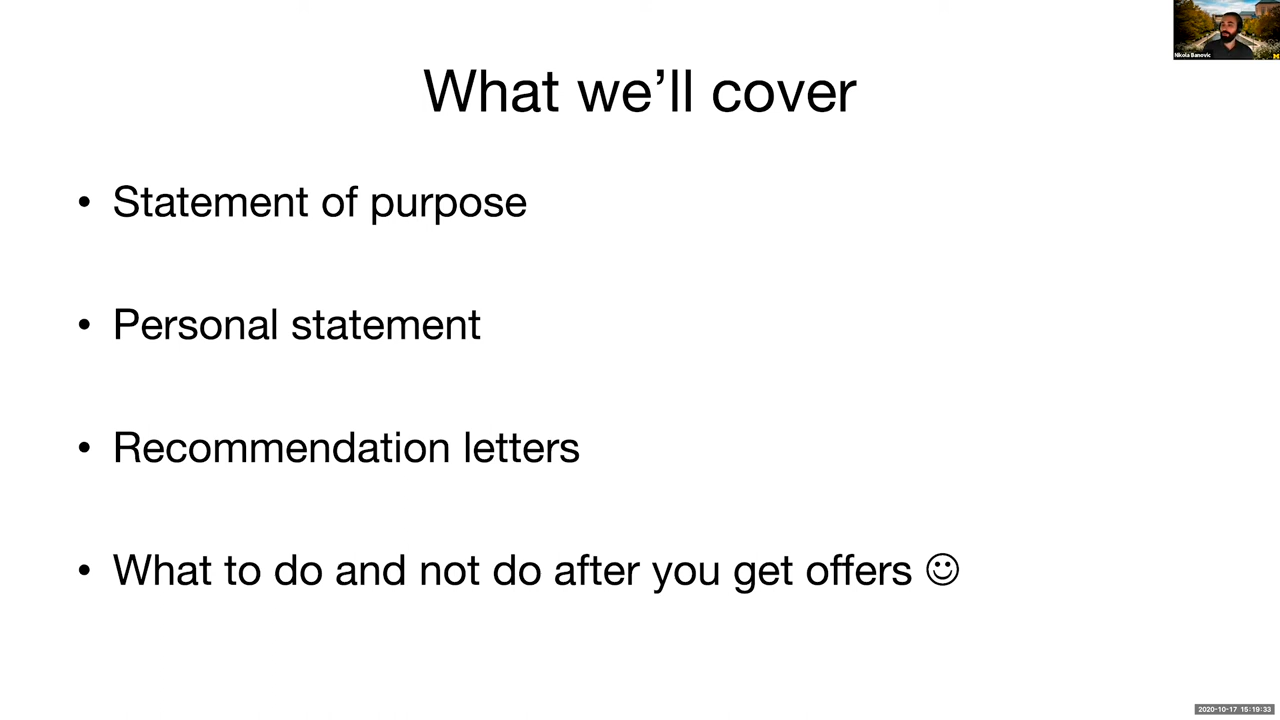 Nikola Banovic
What we’ll cover
• Statement of purpose
• Personal statement
• Recommendation letters
• What to do and not do after you get offers ☺
2020-10-17 15:19:33